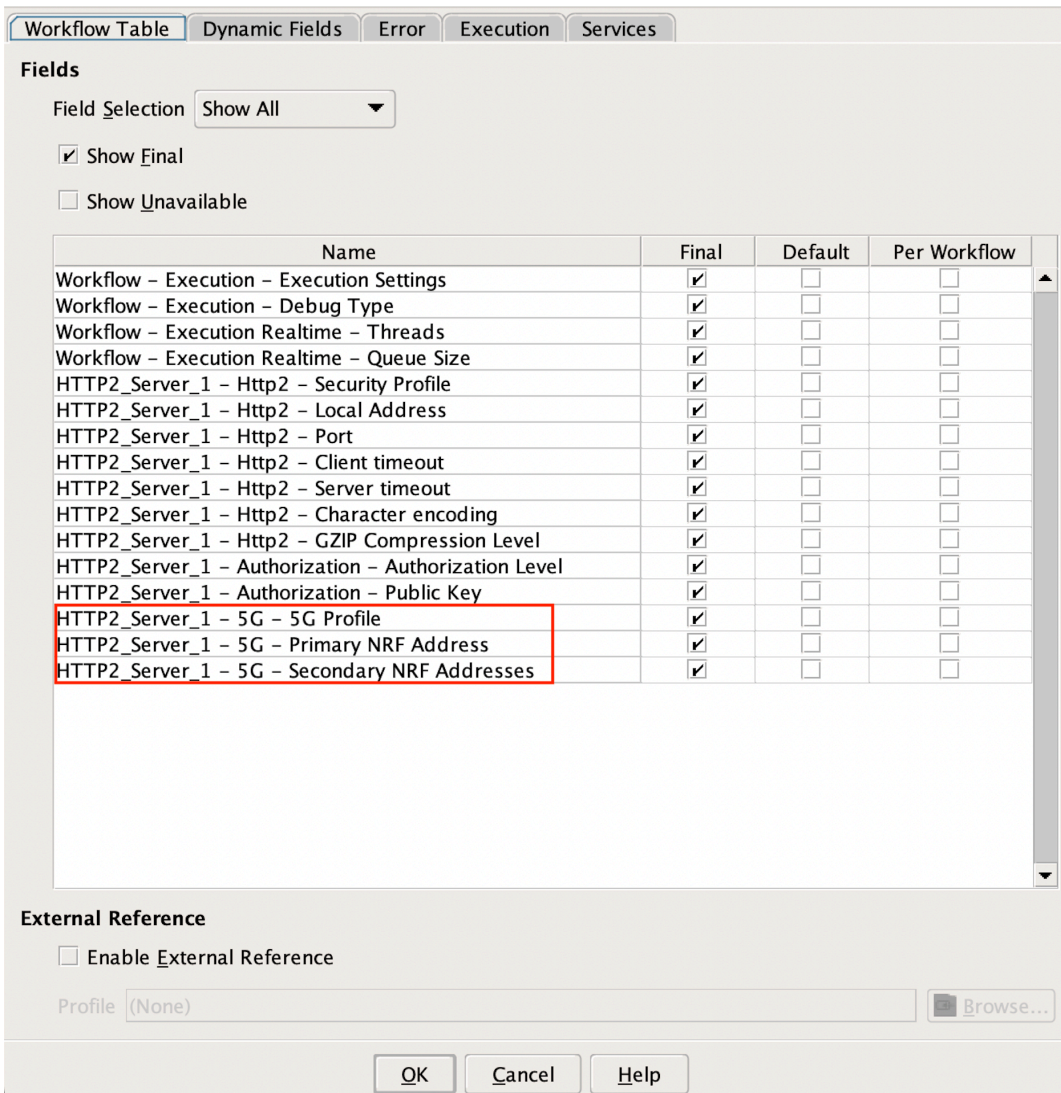 Workflow Table Dynamic Fields Error Execution Services
Fields
Field Selection Show All
Show Final
Show Unavailable
Name Final Default Per Workflow
Workflow – Execution – Execution Settings
Workflow – Execution – Debug Type
Workflow – Execution Realtime – Threads
Workflow – Execution Realtime – Queue Size
HTTP2_Server_1 – Http2 – Security Profile
HTTP2_Server_1 – Http2 – Local Address
HTTP2_Server_1 – Http2 – Port
HTTP2_Server_1 – Http2 – Client timeout
HTTP2_Server_1 – Http2 – Server timeout
HTTP2_Server_1 – Http2 – Character encoding
HTTP2_Server_1 – Http2 – GZIP Compression Level
HTTP2_Server_1 – Authorization – Authorization Level
HTTP2_Server_1 – Authorization – Public Key
HTTP2_Server_1 – 5G – 5G Profile
HTTP2_Server_1 – 5G – Primary NRF Address
HTTP2_Server_1 – 5G – Secondary NRF Addresses
External Reference
Enable External Reference
Profile (None) Browse...
OK Cancel Help